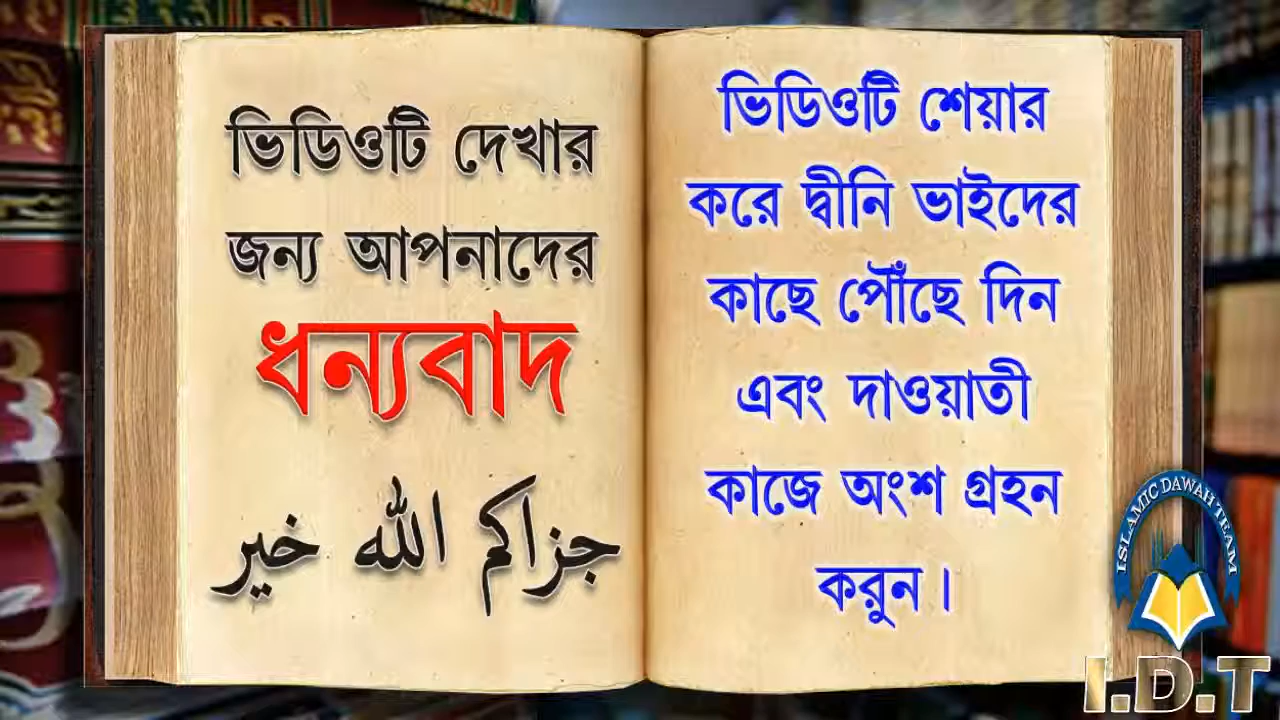 ভিডিওটি দেখার
জন্য আপনাদের
ধন্যবাদ
جزاكم الله خير
ভিডিওটি শেয়ার
করে দ্বীনি ভাইদের
কাছে পৌঁছে দিন
এবং দাওয়াতী
কাজে অংশ গ্রহন
করুন।
ISLAMIC DAWAH TEAM
I.D.T